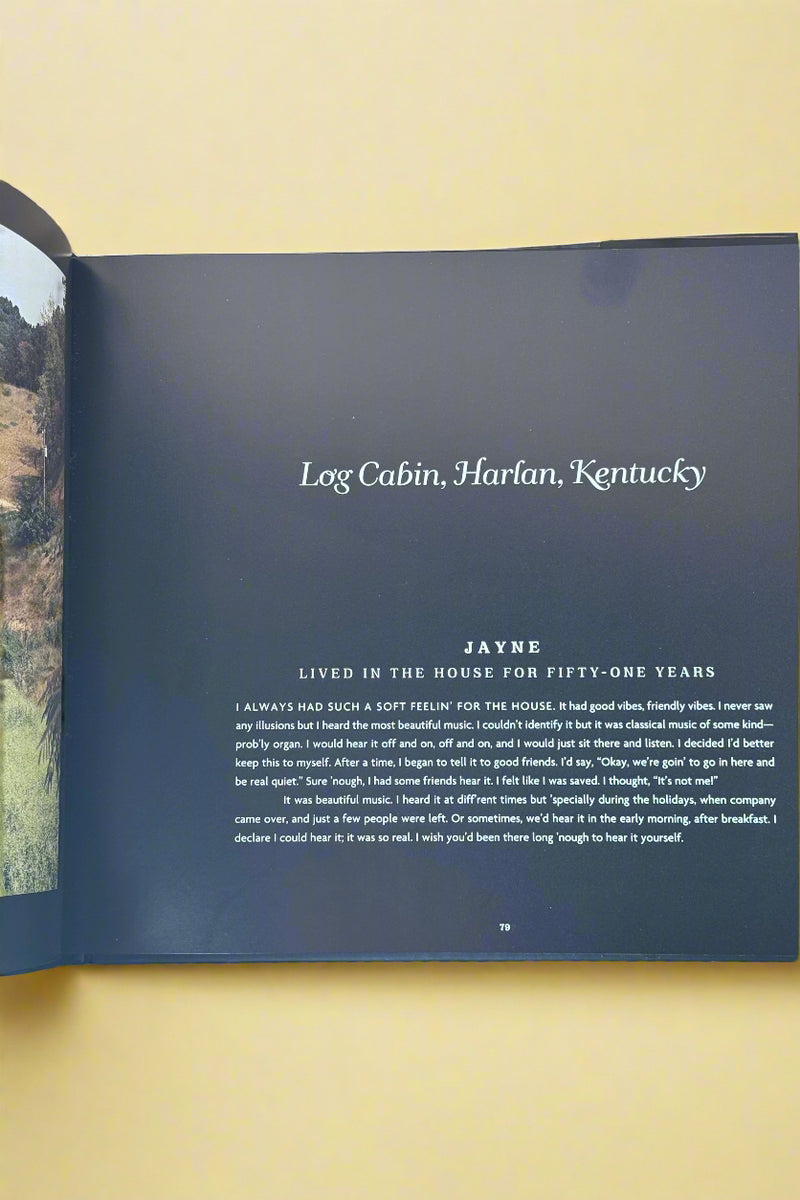 Log Cabin, Harlan, Kentucky
JAYNE
LIVED IN THE HOUSE FOR FIFTY-ONE YEARS
I ALWAYS HAD SUCH A SOFT FEELIN' FOR THE HOUSE. It had good vibes, friendly vibes. I never saw
any illusions but I heard the most beautiful music. I couldn't identify it but it was classical music of some kind—
prob'ly organ. I would hear it off and on, off and on, and I would just sit there and listen. I decided I'd better
keep this to myself. After a time, I began to tell it to good friends. I'd say, “Okay, we're goin' to go in here and
be real quiet.” Sure 'nough, I had some friends hear it. I felt like I was saved. I thought, “It's not me!”
It was beautiful music. I heard it at diff'rent times but 'specially during the holidays, when company
came over, and just a few people were left. Or sometimes, we'd hear it in the early morning, after breakfast. I
declare I could hear it; it was so real. I wish you'd been there long 'nough to hear it yourself.
79